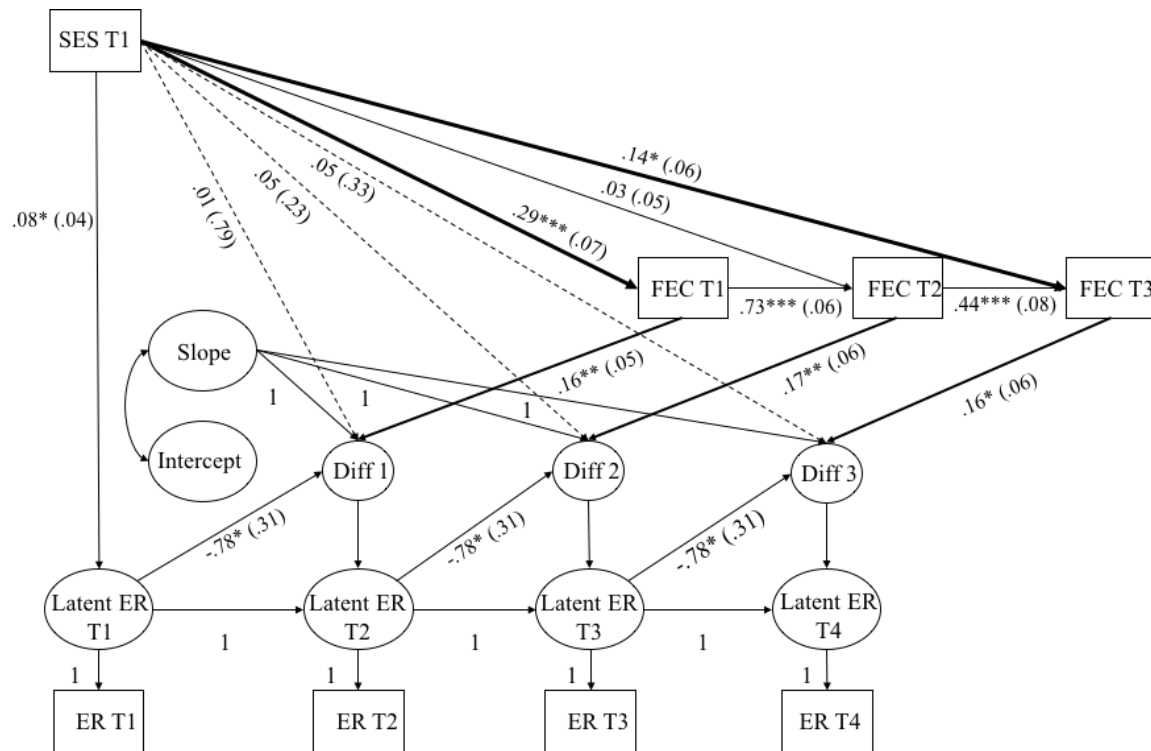 SES T1
.14* (.06)
.03 (.05)
.05 (.33)
.05 (.23)
.01 (.79)
.29*** (.07)
.08* (.04)
FEC T1
.73*** (.06)
FEC T2
.44*** (.08)
FEC T3
Slope
1
1
1
.16** (.05)
.17** (.06)
.16* (.06)
Intercept
Diff 1
Diff 2
Diff 3
-.78* (.31)
-.78* (.31)
-.78* (.31)
Latent ER
T1
Latent ER
T2
Latent ER
T3
Latent ER
T4
1
1
1
1
1
1
1
ER T1
ER T2
ER T3
ER T4